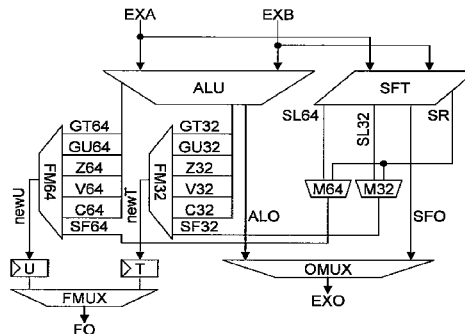 EXA EXB
ALU SFT
SL64 SL32 SR
GT64 GT32
GU64 GU32
Z64 Z32
V64 V32
C64 C32
SF64 SF32
FM64 FM32
M64 M32
newU newT
ALO SFO
U T OMUX
FMUX EXO
FO